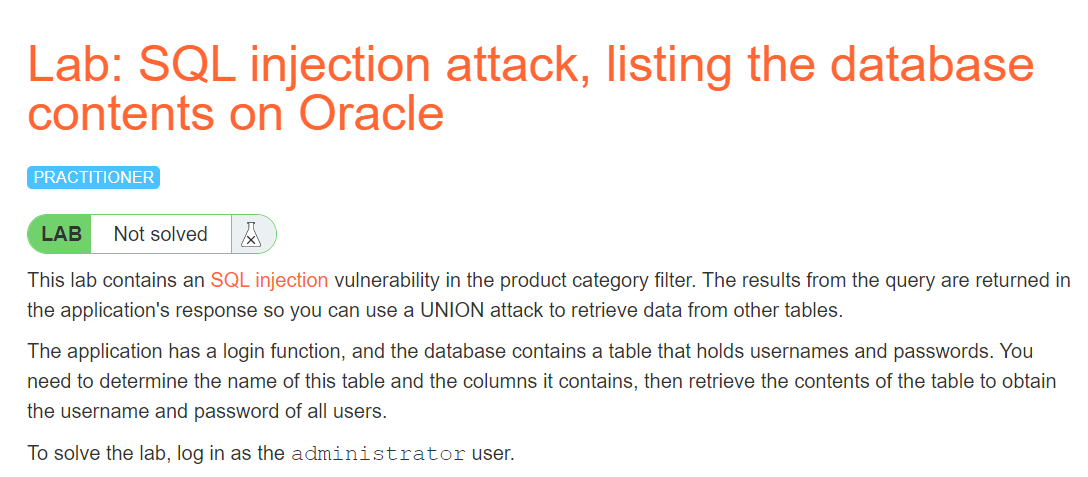 Lab: SQL injection attack, listing the database
contents on Oracle
PRACTITIONER
LAB Not solved
This lab contains an SQL injection vulnerability in the product category filter. The results from the query are returned in
the application's response so you can use a UNION attack to retrieve data from other tables.
The application has a login function, and the database contains a table that holds usernames and passwords. You
need to determine the name of this table and the columns it contains, then retrieve the contents of the table to obtain
the username and password of all users.
To solve the lab, log in as the administrator user.